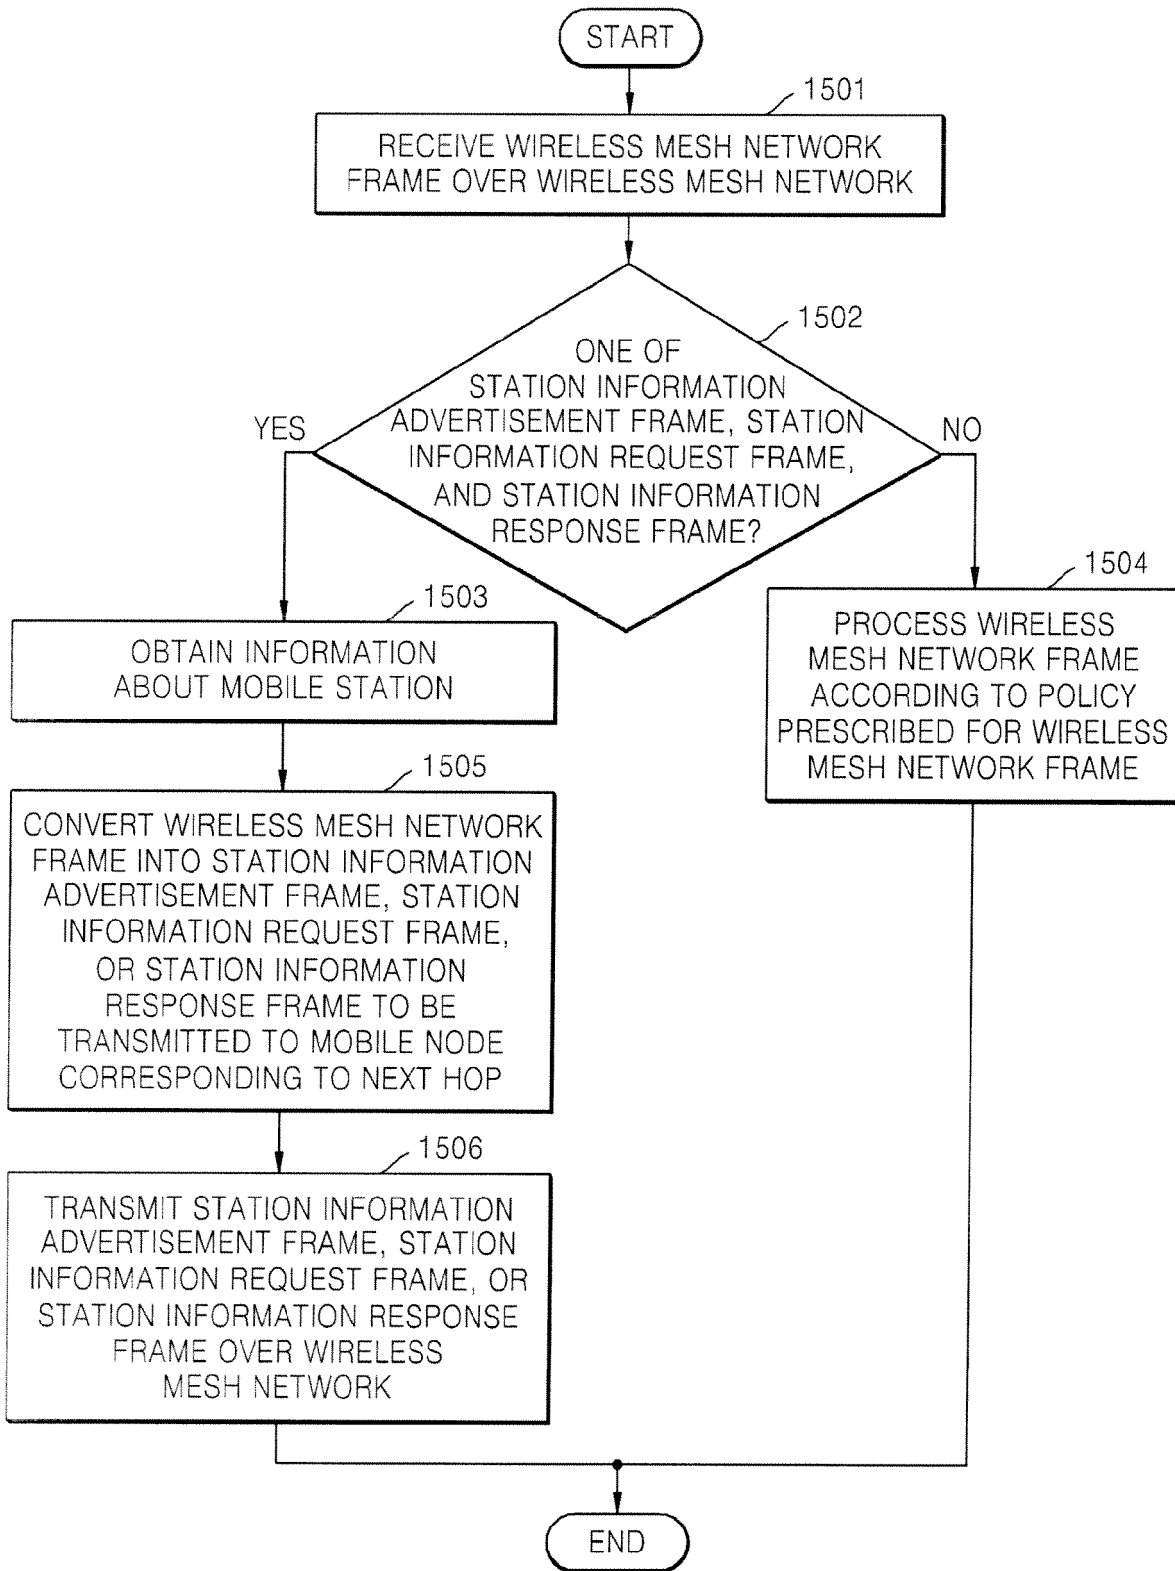 START
1501
RECEIVE WIRELESS MESH NETWORK
FRAME OVER WIRELESS MESH NETWORK
1502
ONE OF
STATION INFORMATION
ADVERTISEMENT FRAME, STATION
INFORMATION REQUEST FRAME,
AND STATION INFORMATION
RESPONSE FRAME?
YES
NO
1503
OBTAIN INFORMATION
ABOUT MOBILE STATION
1504
PROCESS WIRELESS
MESH NETWORK FRAME
ACCORDING TO POLICY
PRESCRIBED FOR WIRELESS
MESH NETWORK FRAME
1505
CONVERT WIRELESS MESH NETWORK
FRAME INTO STATION INFORMATION
ADVERTISEMENT FRAME, STATION
INFORMATION REQUEST FRAME,
OR STATION INFORMATION
RESPONSE FRAME TO BE
TRANSMITTED TO MOBILE NODE
CORRESPONDING TO NEXT HOP
1506
TRANSMIT STATION INFORMATION
ADVERTISEMENT FRAME, STATION
INFORMATION REQUEST FRAME, OR
STATION INFORMATION RESPONSE
FRAME OVER WIRELESS
MESH NETWORK
END